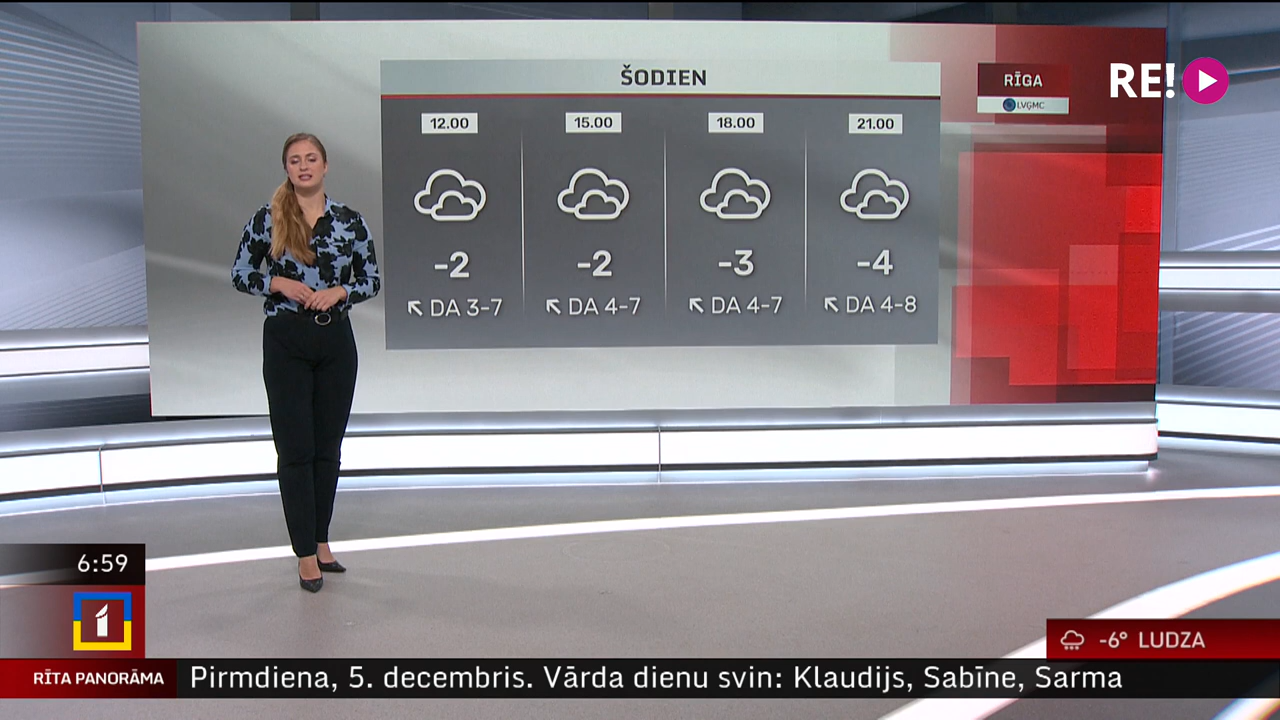 ŠODIEN
RĪGA
LVĢMC
RE!
12.00 15.00 18.00 21.00
-2 -2 -3 -4
DA 3-7 DA 4-7 DA 4-7 DA 4-8
6:59
1
-6° LUDZA
RĪTA PANORĀMA
Pirmdiena, 5. decembris. Vārda dienu svin: Klaudijs, Sabīne, Sarma